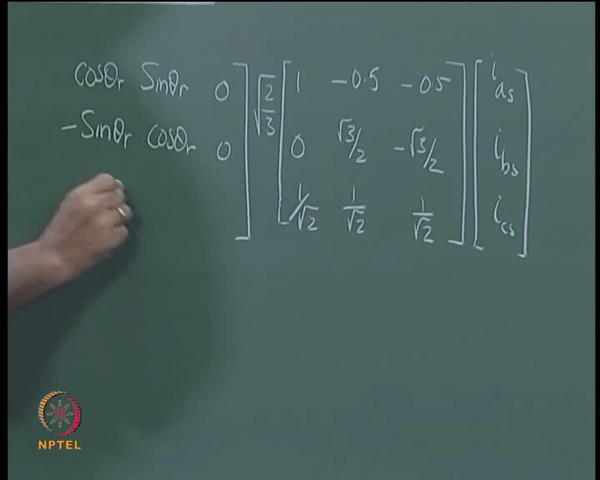 cosθr Sinθr 0 ] √2/3 [ 1 -0.5 -0.5 ] [ ias
-Sinθr cosθr 0 ] [ 0 √3/2 -√3/2 ] [ ibs
[ 1/√2 1/√2 1/√2 ] [ ics ]
NPTEL